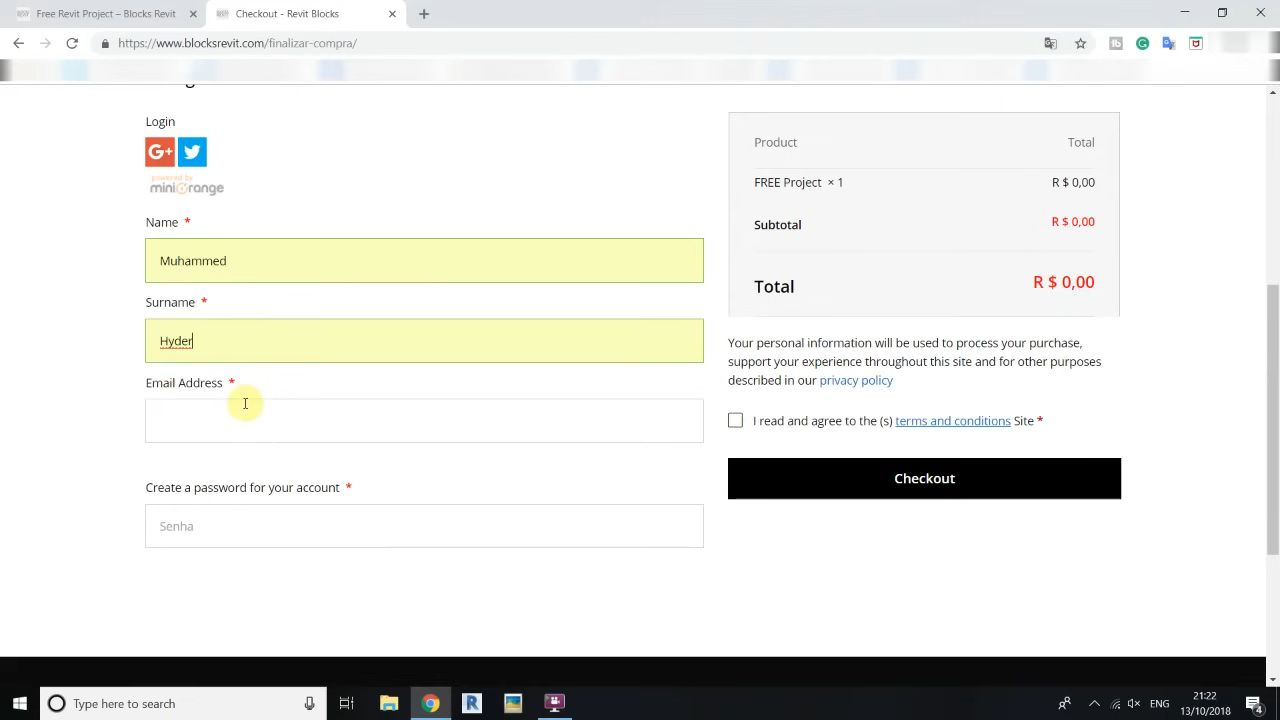 Free Revit Project – Blocks Revit
Checkout - Revit Blocks
https://www.blocksrevit.com/finalizar-compra/
Login
G+
powered by
miniOrange
Name *
Muhammed
Surname *
Hyder
Email Address *
Create a password for your account *
Senha
Product Total
FREE Project × 1 R $ 0,00
Subtotal R $ 0,00
Total R $ 0,00
Your personal information will be used to process your purchase,
support your experience throughout this site and for other purposes
described in our privacy policy
I read and agree to the (s) terms and conditions Site *
Checkout
Type here to search
ENG
21:22
13/10/2018
4